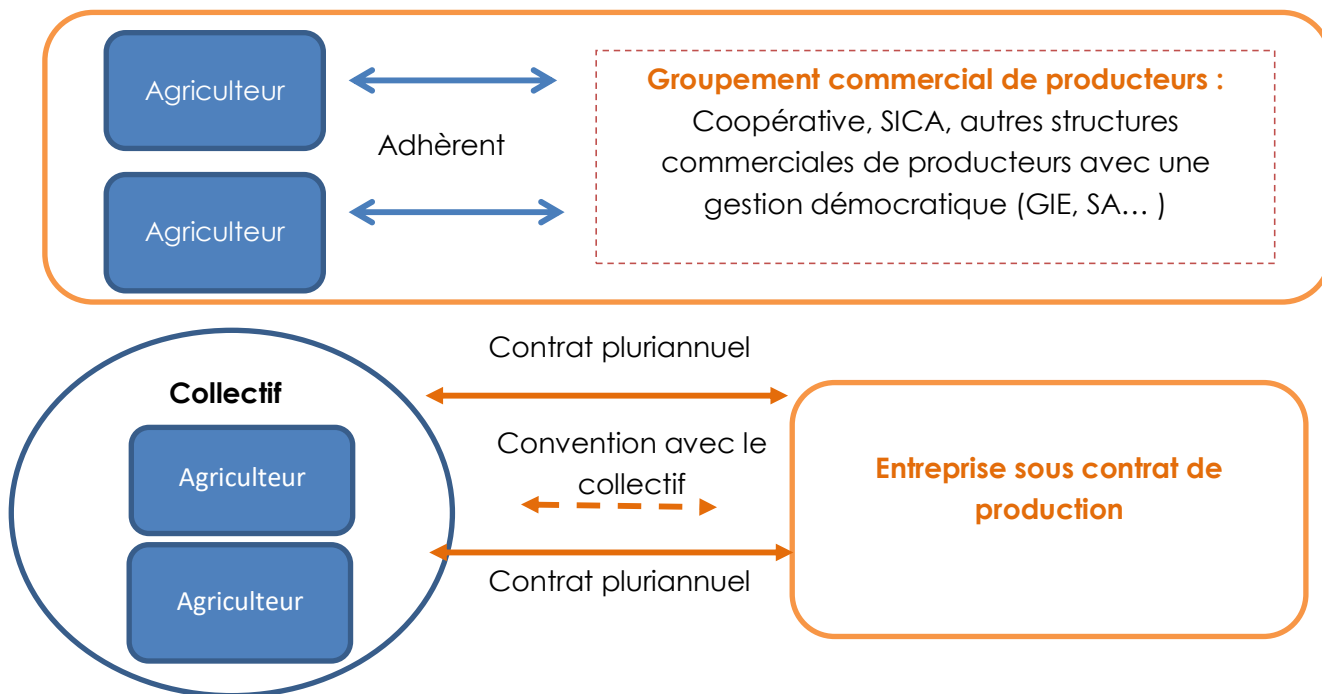 Agriculteur
Adhèrent
Agriculteur
Groupement commercial de producteurs :
Coopérative, SICA, autres structures
commerciales de producteurs avec une
gestion démocratique (GIE, SA… )
Collectif
Agriculteur
Agriculteur
Contrat pluriannuel
Convention avec le
collectif
Contrat pluriannuel
Entreprise sous contrat de
production